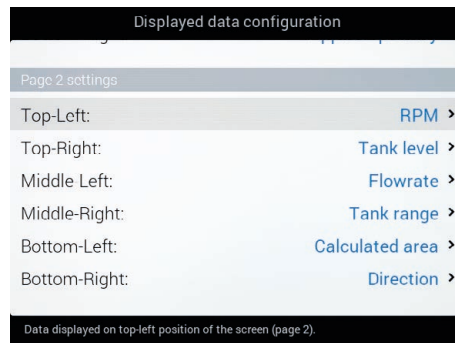 Displayed data configuration
Page 2 settings
Top-Left: RPM >
Top-Right: Tank level >
Middle Left: Flowrate >
Middle-Right: Tank range >
Bottom-Left: Calculated area >
Bottom-Right: Direction >
Data displayed on top-left position of the screen (page 2).